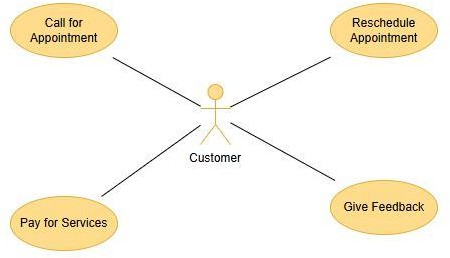 Call for
Appointment
Reschedule
Appointment
Customer
Pay for Services
Give Feedback